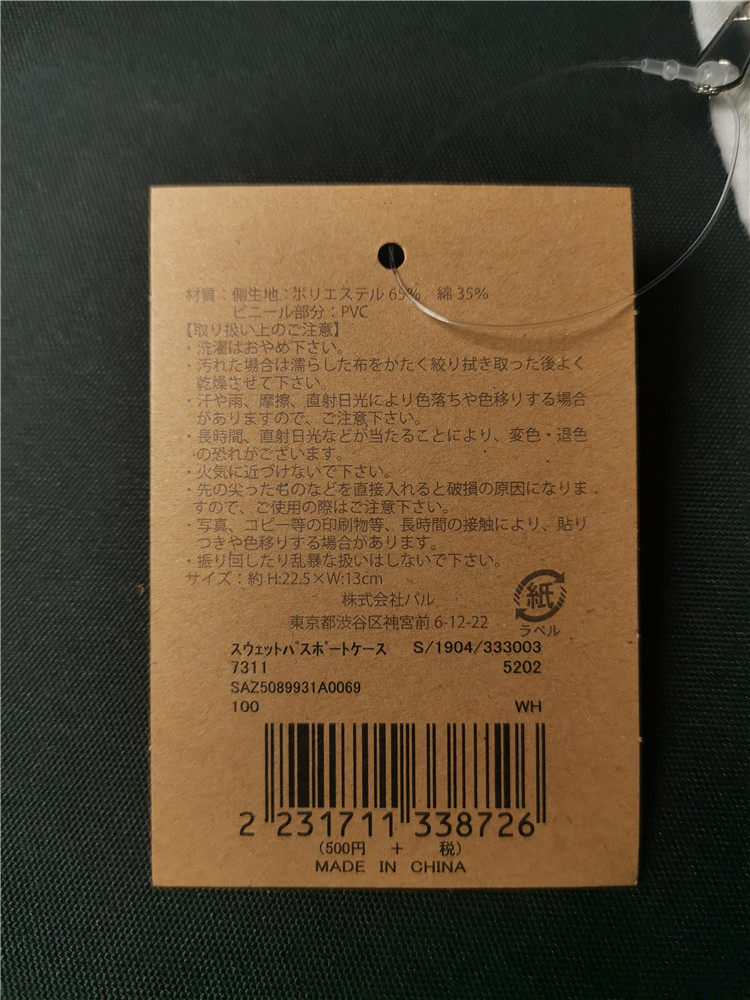 材質：側生地：ポリエステル 65%　綿 35%
ビニール部分：PVC
【取り扱い上のご注意】
・洗濯はおやめ下さい。
・汚れた場合は濡らした布をかたく絞り拭き取った後よく
乾燥させて下さい。
・汗や雨、摩擦、直射日光により色落ちや色移りする場合
がありますので、ご注意下さい。
・長時間、直射日光などが当たることにより、変色・退色
の恐れがございます。
・火気に近づけないで下さい。
・先の尖ったものなどを直接入れると破損の原因になりま
すので、ご使用の際はご注意下さい。
・写真、コピー等の印刷物等、長時間の接触により、貼り
つきや色移りする場合があります。
・振り回したり乱暴な扱いはしないで下さい。
サイズ：約 H:22.5×W:13cm
株式会社パル
東京都渋谷区神宮前 6-12-22
紙
ラベル
スウェットパスポートケース　S/1904/333003
7311　5202
SAZ5089931A0069
100　WH
2 231711 338726
(500円　+　税)
MADE IN CHINA